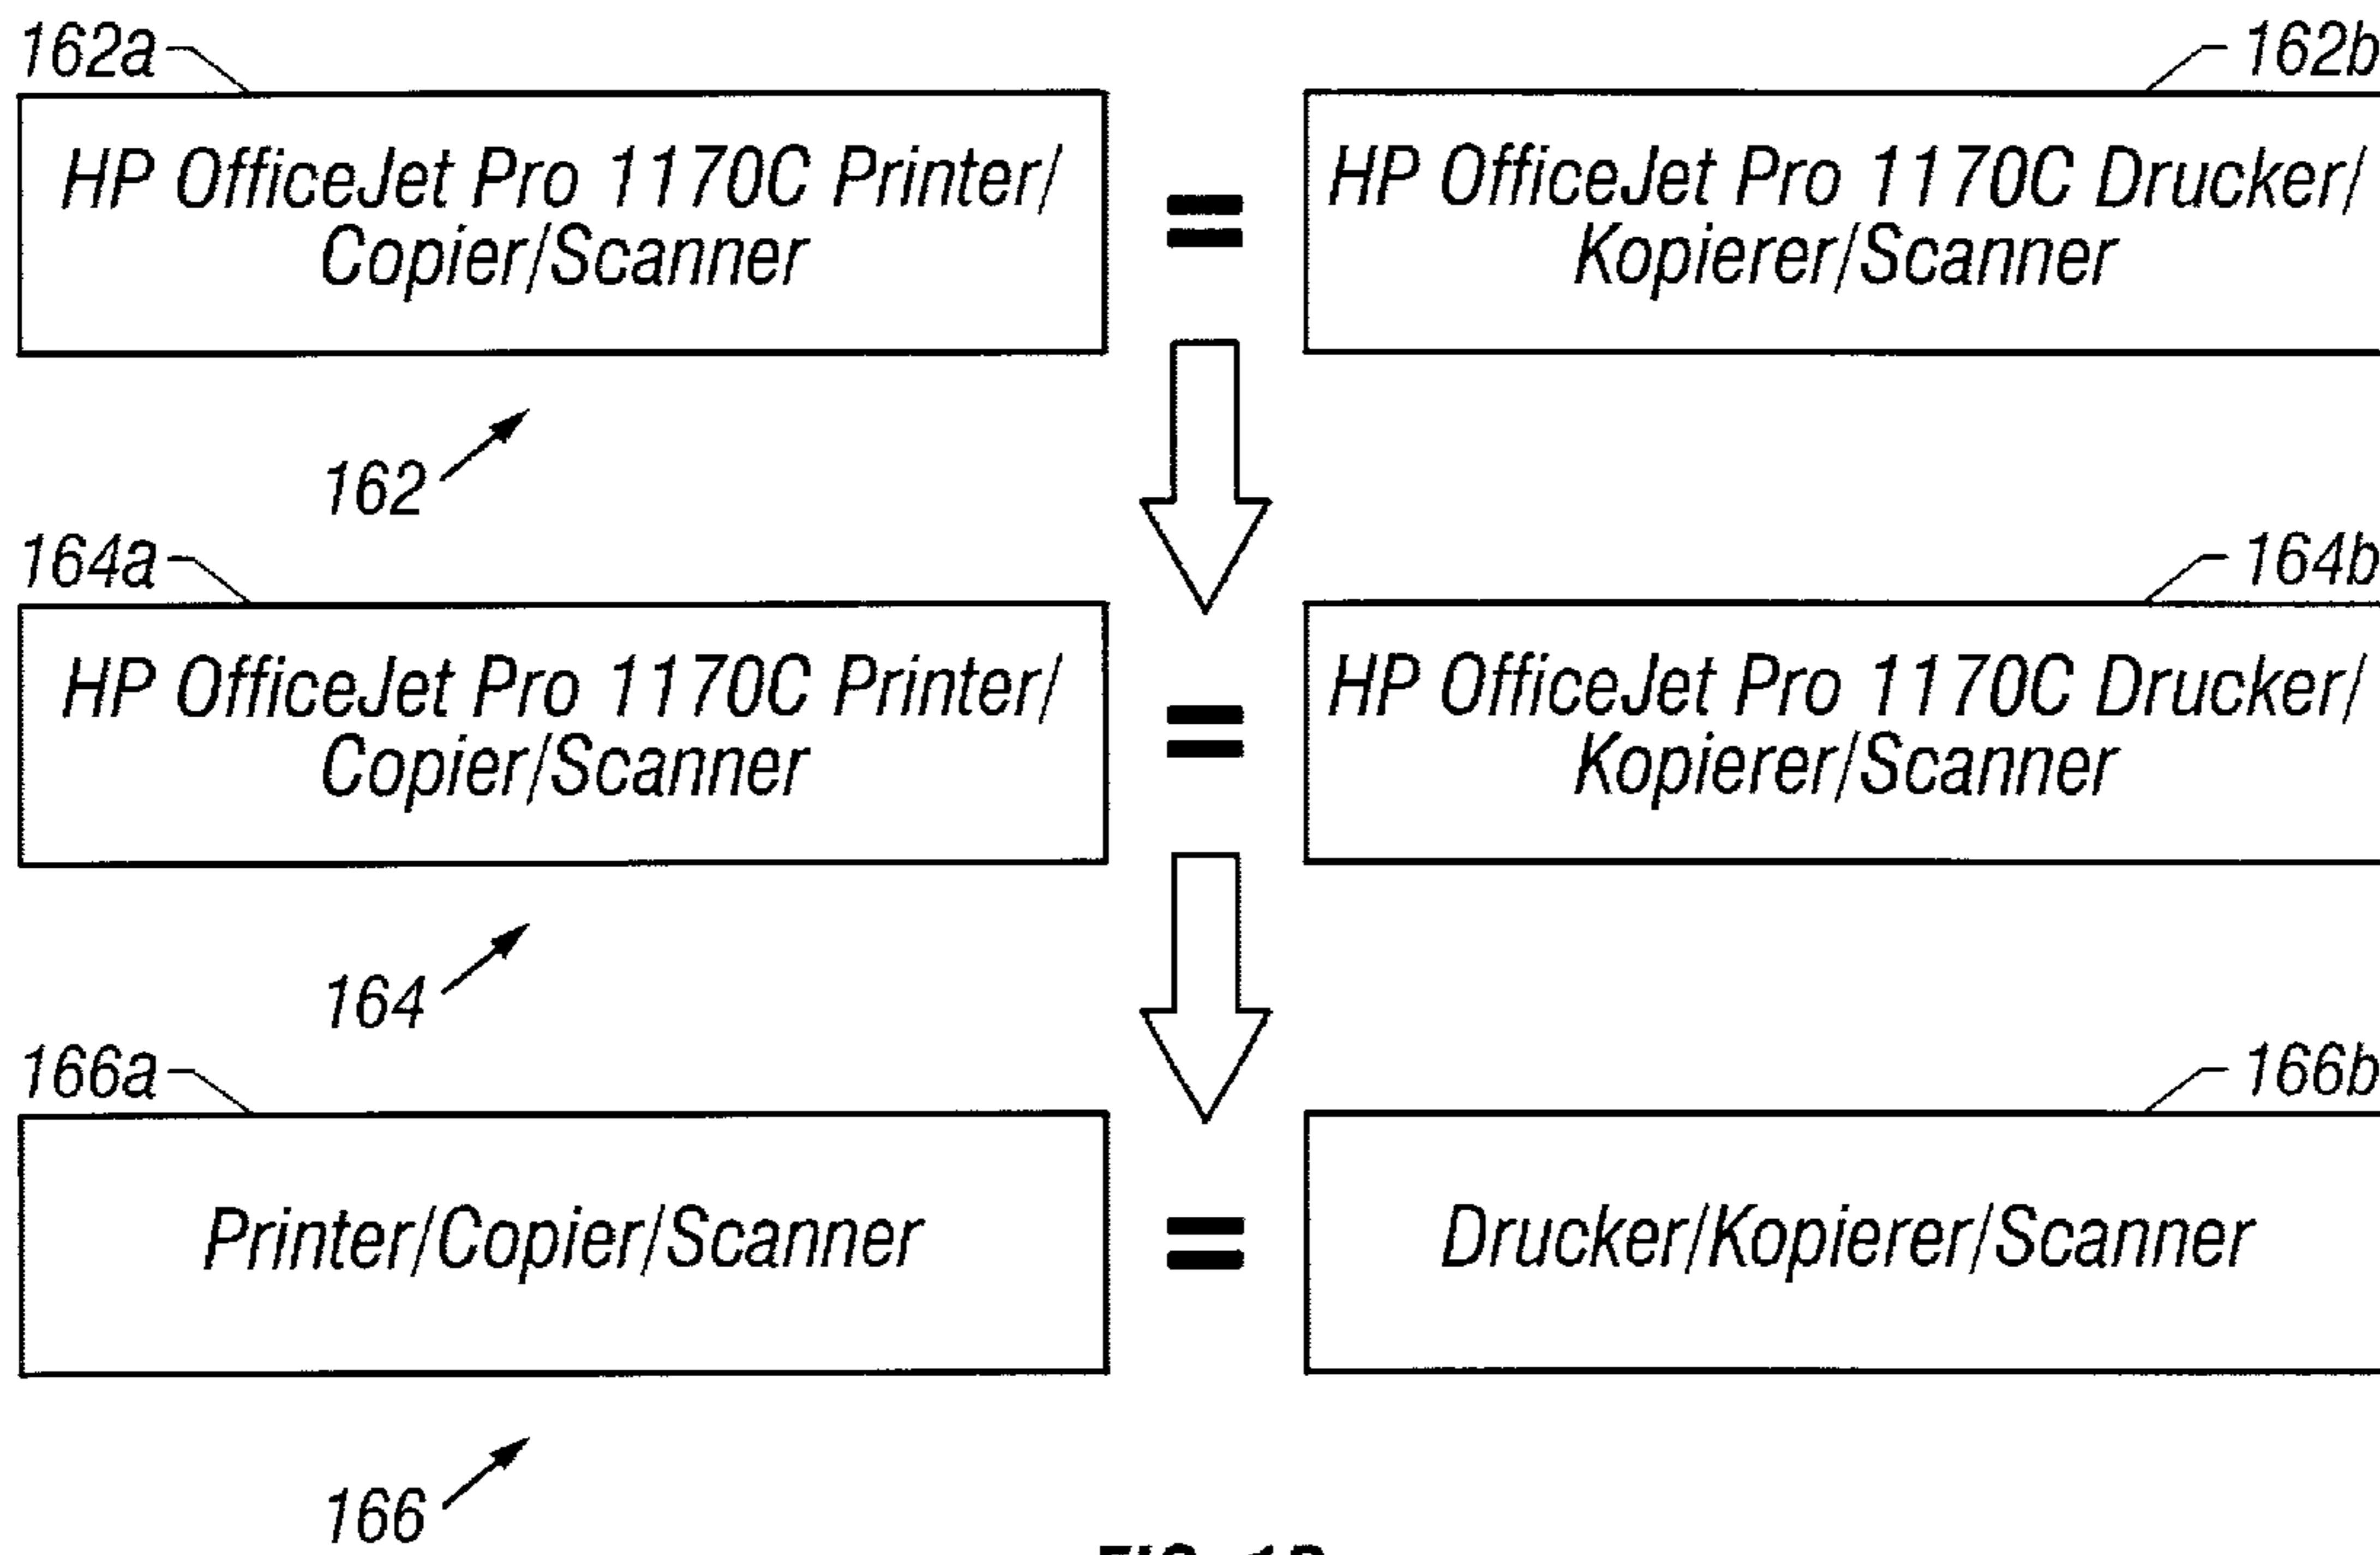 162a
162b
HP OfficeJet Pro 1170C Printer/
Copier/Scanner
=
HP OfficeJet Pro 1170C Drucker/
Kopierer/Scanner
162
164a
164b
HP OfficeJet Pro 1170C Printer/
Copier/Scanner
=
HP OfficeJet Pro 1170C Drucker/
Kopierer/Scanner
164
166a
166b
Printer/Copier/Scanner
=
Drucker/Kopierer/Scanner
166